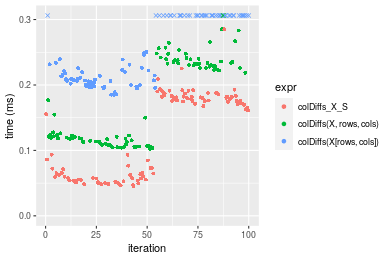 0.3
0.2
0.1
0.0
time (ms)
0
25
50
75
100
iteration
expr
colDiffs_X_S
colDiffs(X, rows, cols)
colDiffs(X[rows, cols])